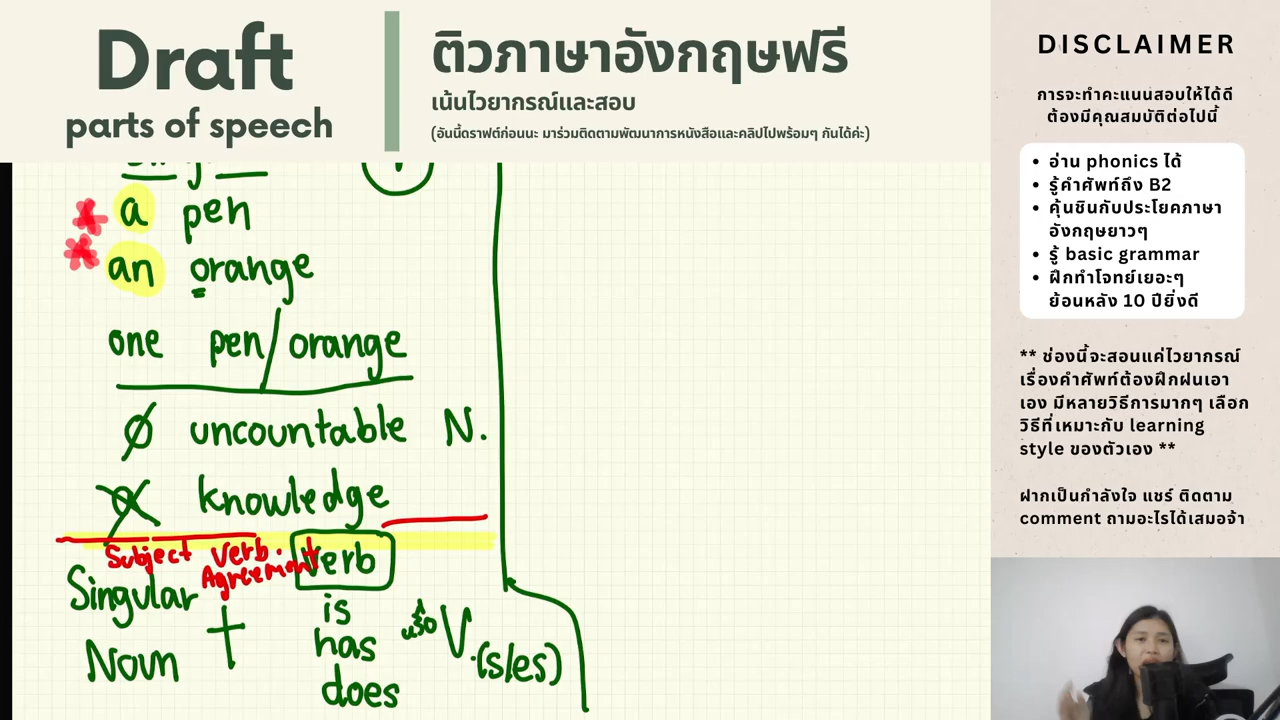 Draft
parts of speech
ติวภาษาอังกฤษฟรี
เน้นไวยากรณ์และสอบ
(อันนี้ดราฟต์ก่อนนะ มาร่วมติดตามพัฒนาการหนังสือและคลิปไปพร้อมๆ กันได้ค่ะ)
a pen
an orange
one pen/orange
Ø uncountable N.
a knowledge
Subject Verb Agreement
Singular Noun + verb
is
has
does
หรือ V.(s/es)
DISCLAIMER
การจะทำคะแนนสอบให้ได้ดี
ต้องมีคุณสมบัติต่อไปนี้
• อ่าน phonics ได้
• รู้คำศัพท์ถึง B2
• คุ้นชินกับประโยคภาษา
อังกฤษยาวๆ
• รู้ basic grammar
• ฝึกทำโจทย์เยอะๆ
ย้อนหลัง 10 ปียิ่งดี
** ช่องนี้จะสอนแค่ไวยากรณ์
เรื่องคำศัพท์ต้องฝึกฝนเอา
เอง มีหลายวิธีการมากๆ เลือก
วิธีที่เหมาะกับ learning
style ของตัวเอง **
ฝากเป็นกำลังใจ แชร์ ติดตาม
comment ถามอะไรได้เสมอจ้า